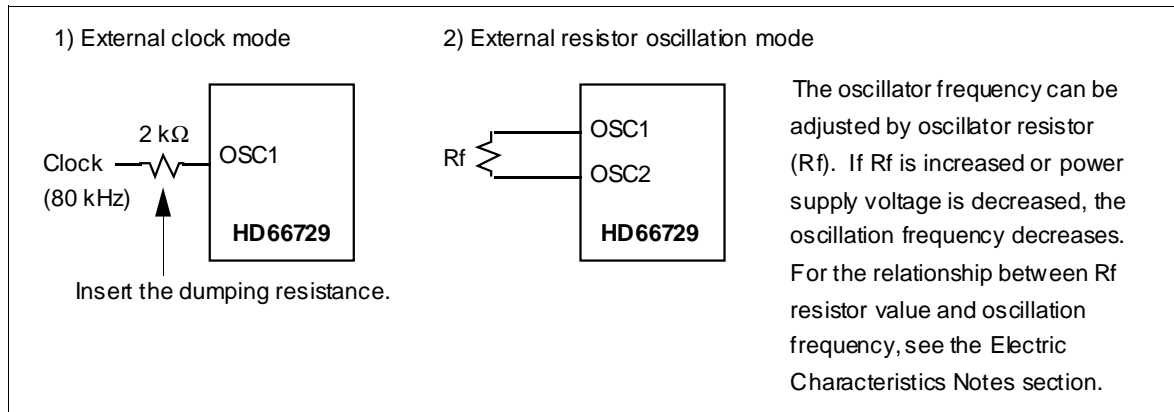 1) External clock mode
2 kΩ
Clock
(80 kHz)
OSC1
HD66729
Insert the dumping resistance.
2) External resistor oscillation mode
Rf
OSC1
OSC2
HD66729
The oscillator frequency can be
adjusted by oscillator resistor
(Rf). If Rf is increased or power
supply voltage is decreased, the
oscillation frequency decreases.
For the relationship between Rf
resistor value and oscillation
frequency, see the Electric
Characteristics Notes section.